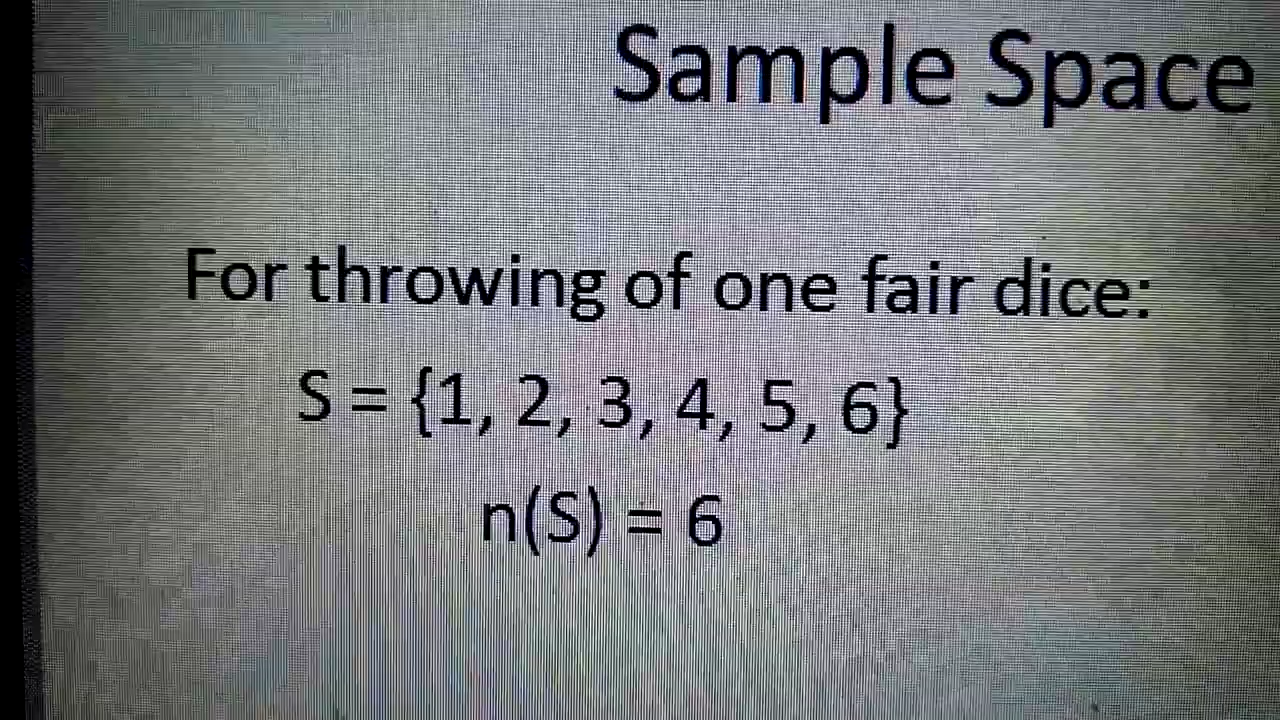 Sample Space
For throwing of one fair dice:
S = {1, 2, 3, 4, 5, 6}
n(S) = 6